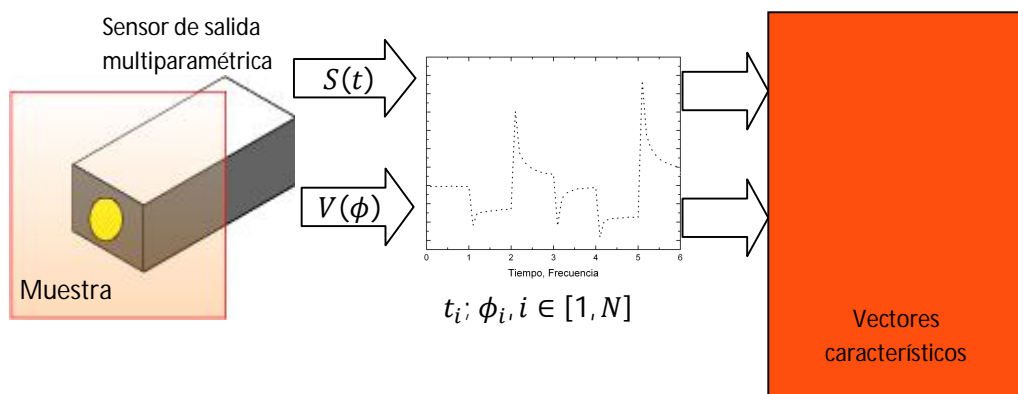 Sensor de salida
multiparamétrica
S(t)
V(ϕ)
Muestra
0 1 2 3 4 5 6
Tiempo, Frecuencia
t_i; ϕ_i, i ∈ [1, N]
Vectores
característicos